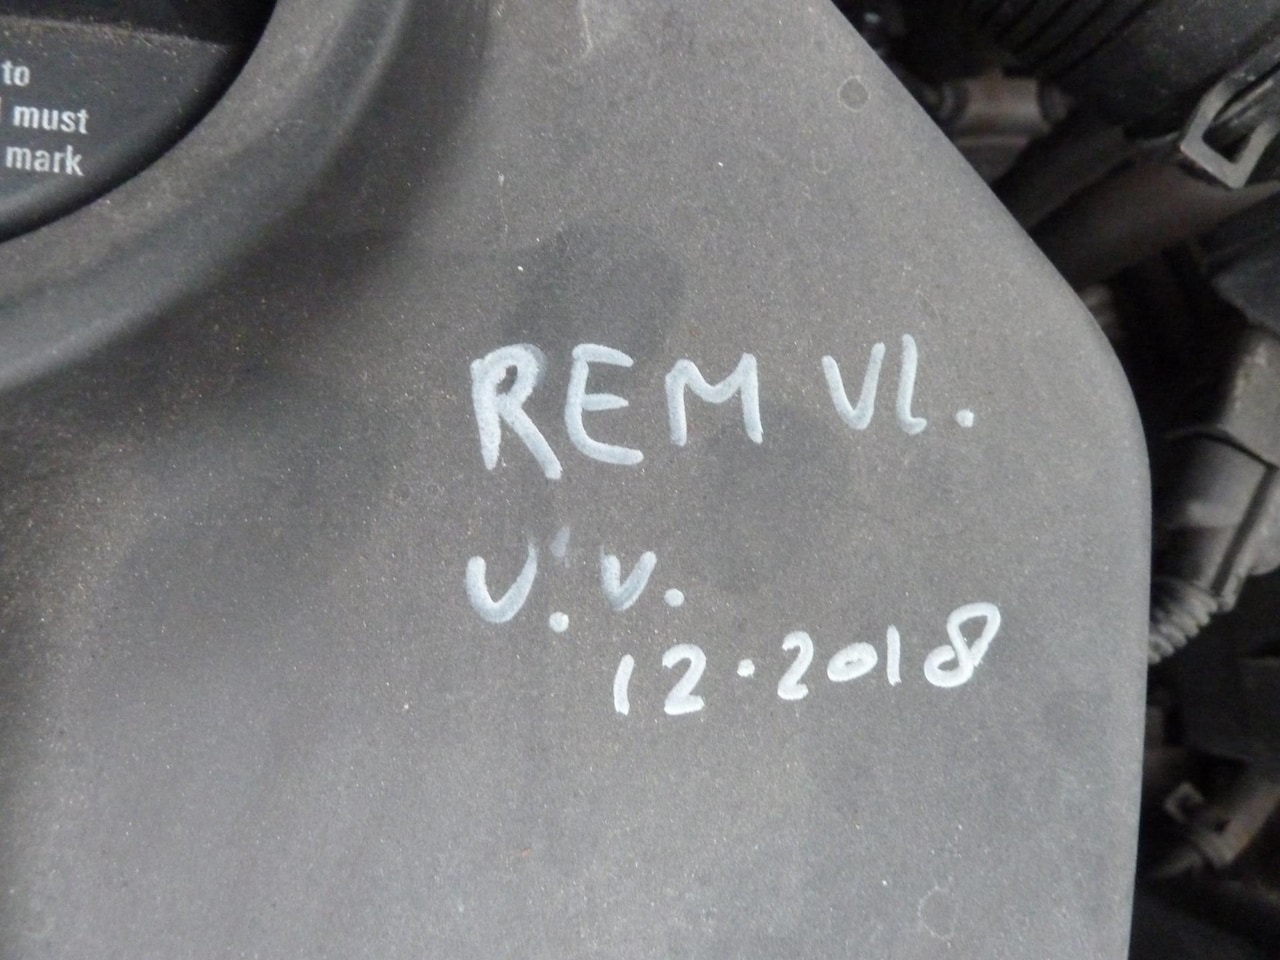 to
must
mark
REM Vl.
V.V.
12.2018